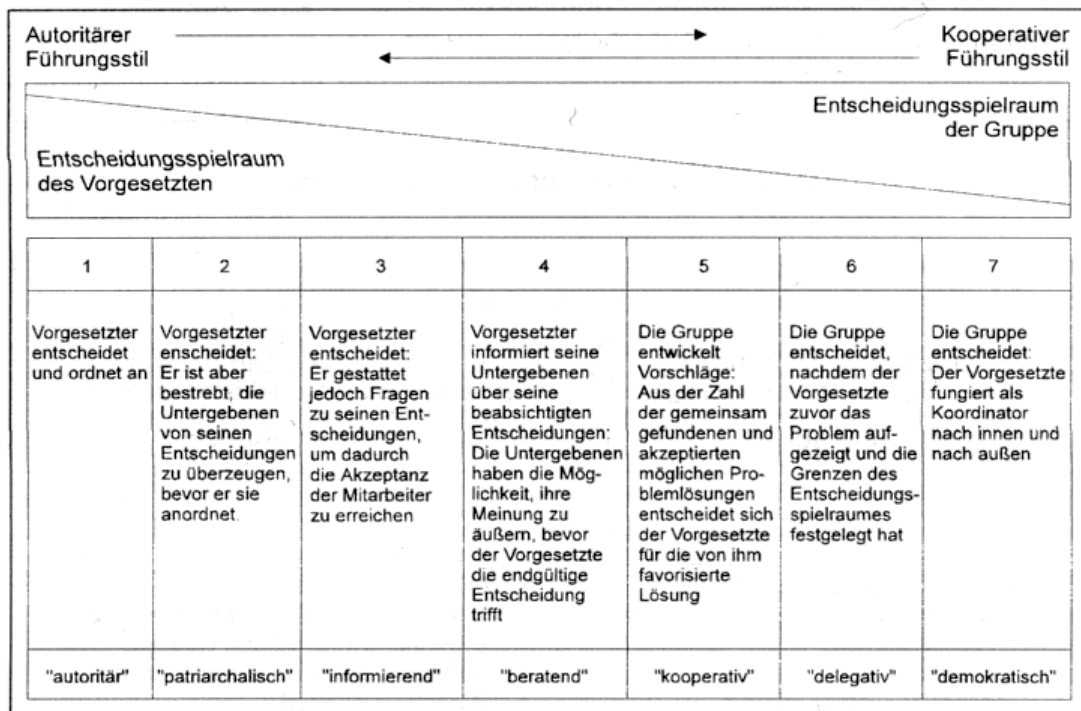 Autoritärer
Führungsstil
Kooperativer
Führungsstil
Entscheidungsspielraum
der Gruppe
Entscheidungsspielraum
des Vorgesetzten
1
2
3
4
5
6
7
Vorgesetzter
entscheidet
und ordnet an
Vorgesetzter
enscheidet:
Er ist aber
bestrebt, die
Untergebenen
von seinen
Entscheidungen
zu überzeugen,
bevor er sie
anordnet.
Vorgesetzter
entscheidet:
Er gestattet
jedoch Fragen
zu seinen Ent-
scheidungen,
um dadurch
die Akzeptanz
der Mitarbeiter
zu erreichen
Vorgesetzter
informiert seine
Untergebenen
über seine
beabsichtigten
Entscheidungen:
Die Untergebenen
haben die Mög-
lichkeit, ihre
Meinung zu
äußern, bevor
der Vorgesetzte
die endgültige
Entscheidung
trifft
Die Gruppe
entwickelt
Vorschläge:
Aus der Zahl
der gemeinsam
gefundenen und
akzeptierten
möglichen Pro-
blemlösungen
entscheidet sich
der Vorgesetzte
für die von ihm
favorisierte
Lösung
Die Gruppe
entscheidet,
nachdem der
Vorgesetzte
zuvor das
Problem auf-
gezeigt und die
Grenzen des
Entscheidungs-
spielraumes
festgelegt hat
Die Gruppe
entscheidet:
Der Vorgesetzte
fungiert als
Koordinator
nach innen und
nach außen
"autoritär"
"patriarchalisch"
"informierend"
"beratend"
"kooperativ"
"delegativ"
"demokratisch"